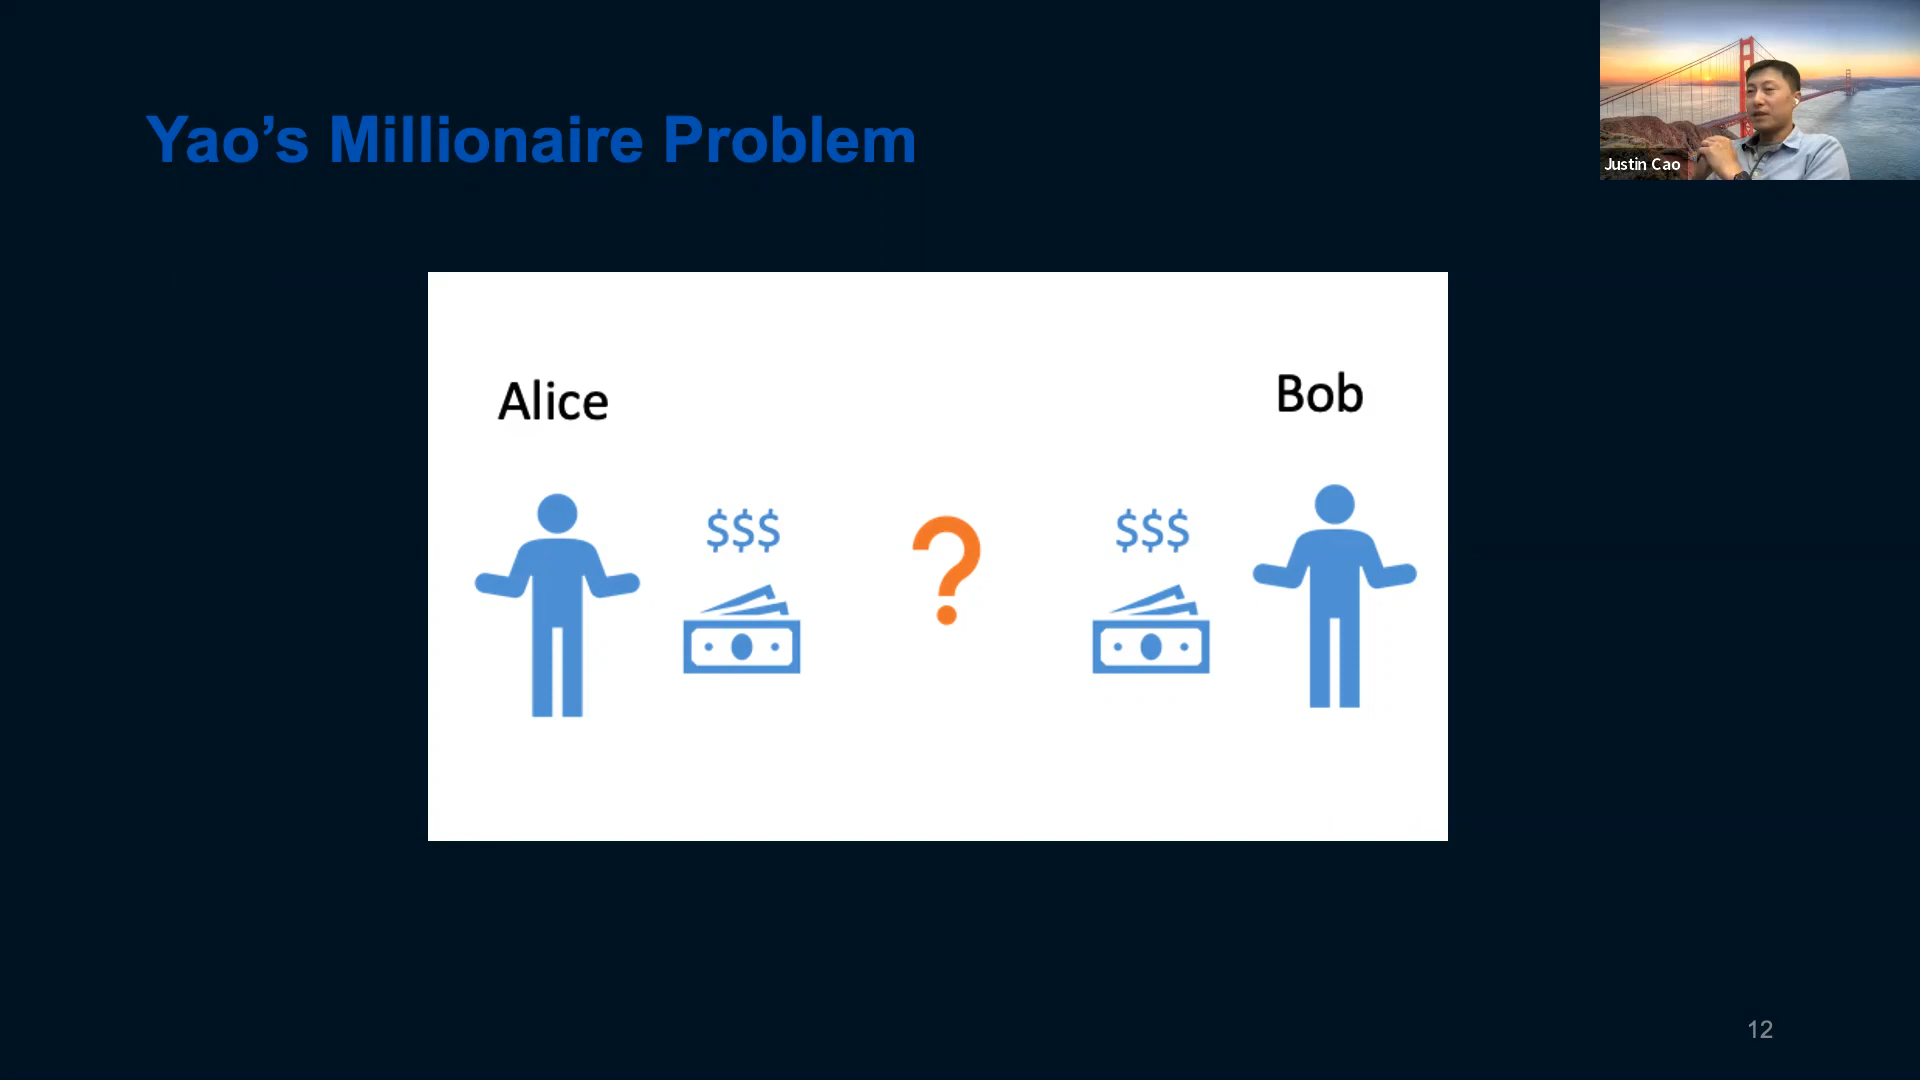 Yao’s Millionaire Problem
Justin Cao
Alice
Bob
$$$
$$$
?
12